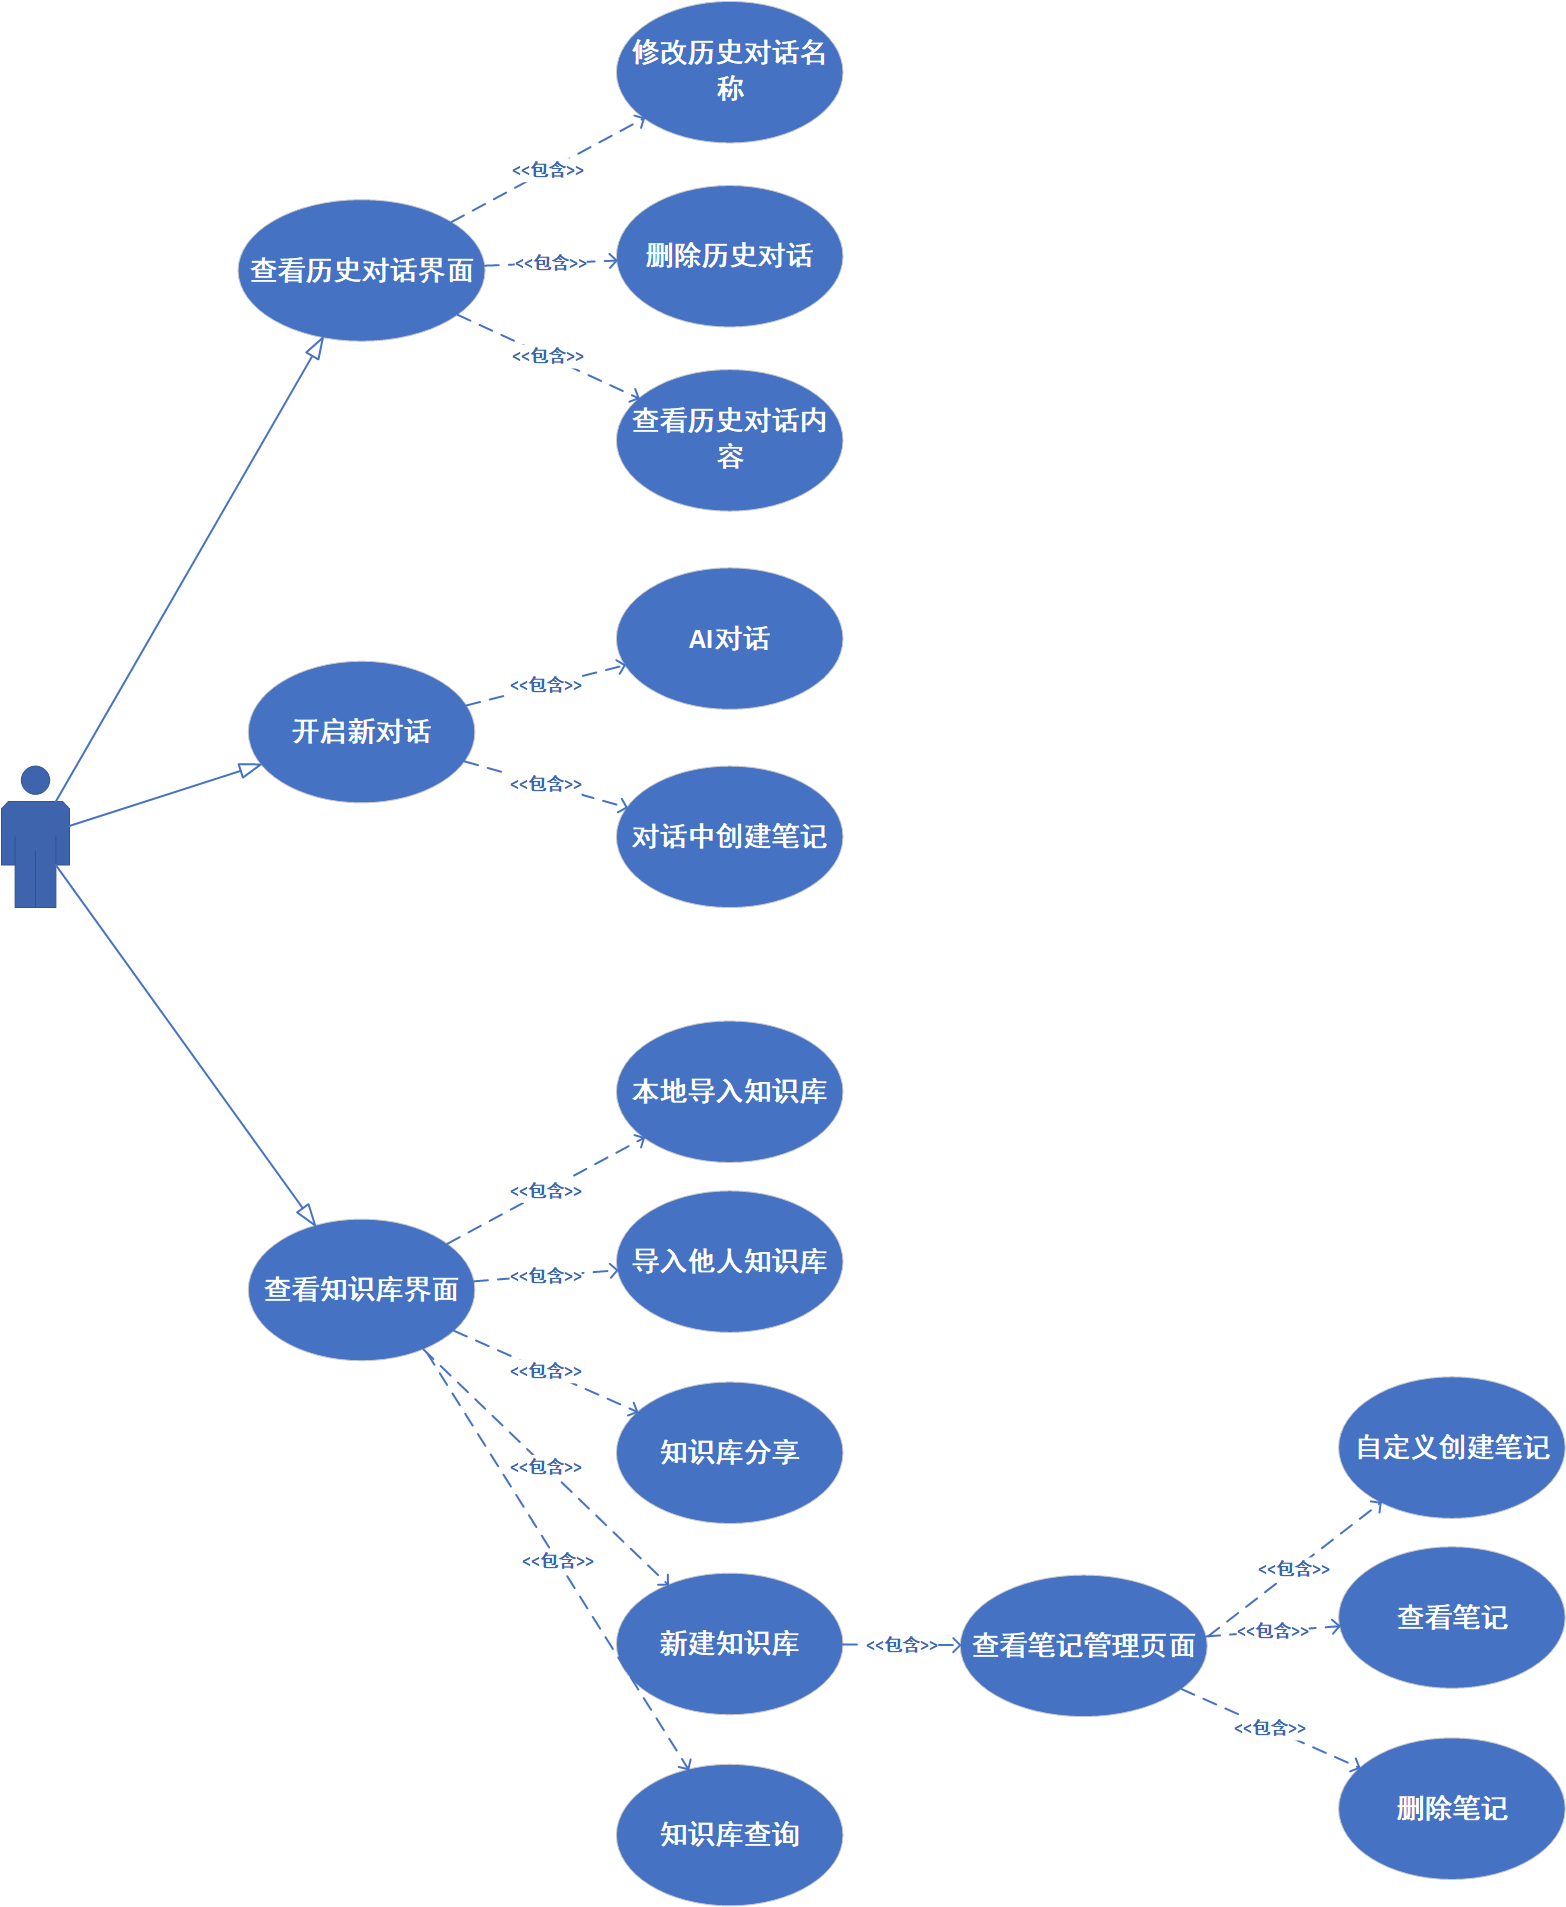 修改历史对话名
称
<<包含>>
查看历史对话界面
<<包含>>
删除历史对话
<<包含>>
查看历史对话内
容
AI对话
<<包含>>
开启新对话
<<包含>>
对话中创建笔记
本地导入知识库
<<包含>>
导入他人知识库
<<包含>>
查看知识库界面
<<包含>>
知识库分享
<<包含>>
<<包含>>
新建知识库
<<包含>>
查看笔记管理页面
自定义创建笔记
<<包含>>
查看笔记
<<包含>>
<<包含>>
删除笔记
知识库查询